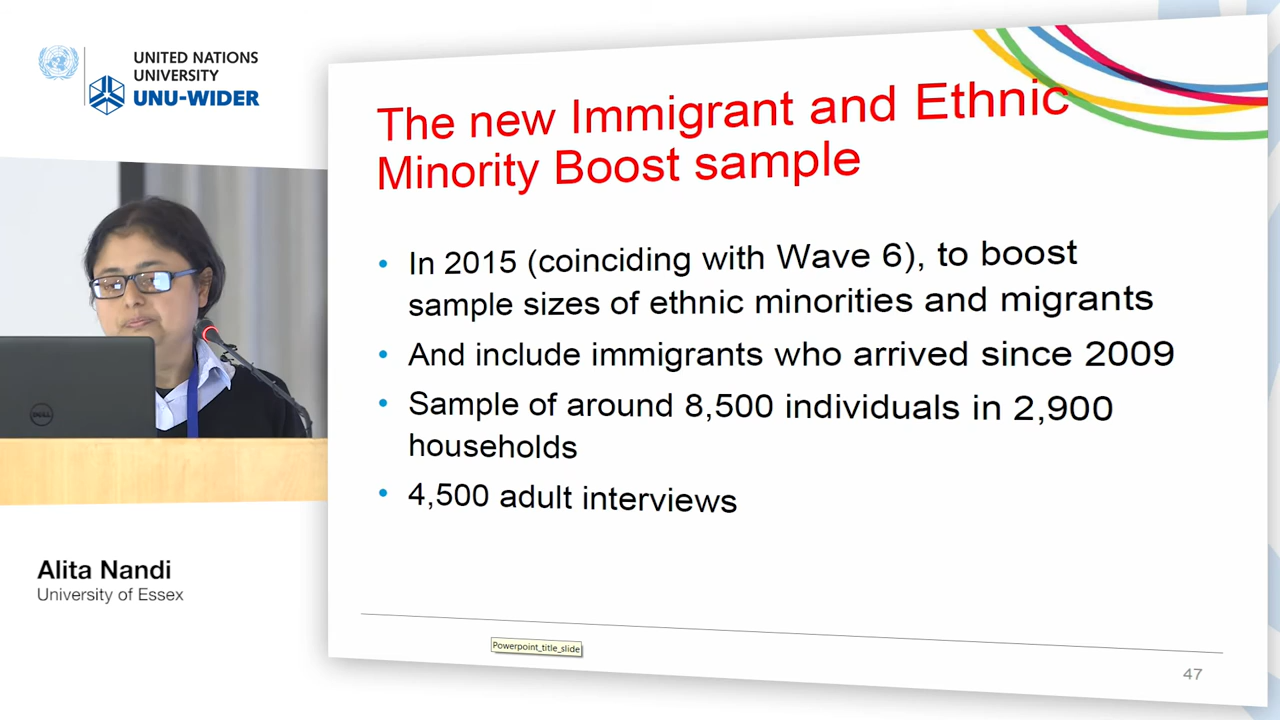 UNITED NATIONS
UNIVERSITY
UNU-WIDER
The new Immigrant and Ethnic
Minority Boost sample
• In 2015 (coinciding with Wave 6), to boost
sample sizes of ethnic minorities and migrants
• And include immigrants who arrived since 2009
• Sample of around 8,500 individuals in 2,900
households
• 4,500 adult interviews
DELL
Alita Nandi
University of Essex
Powerpoint_title_slide
47